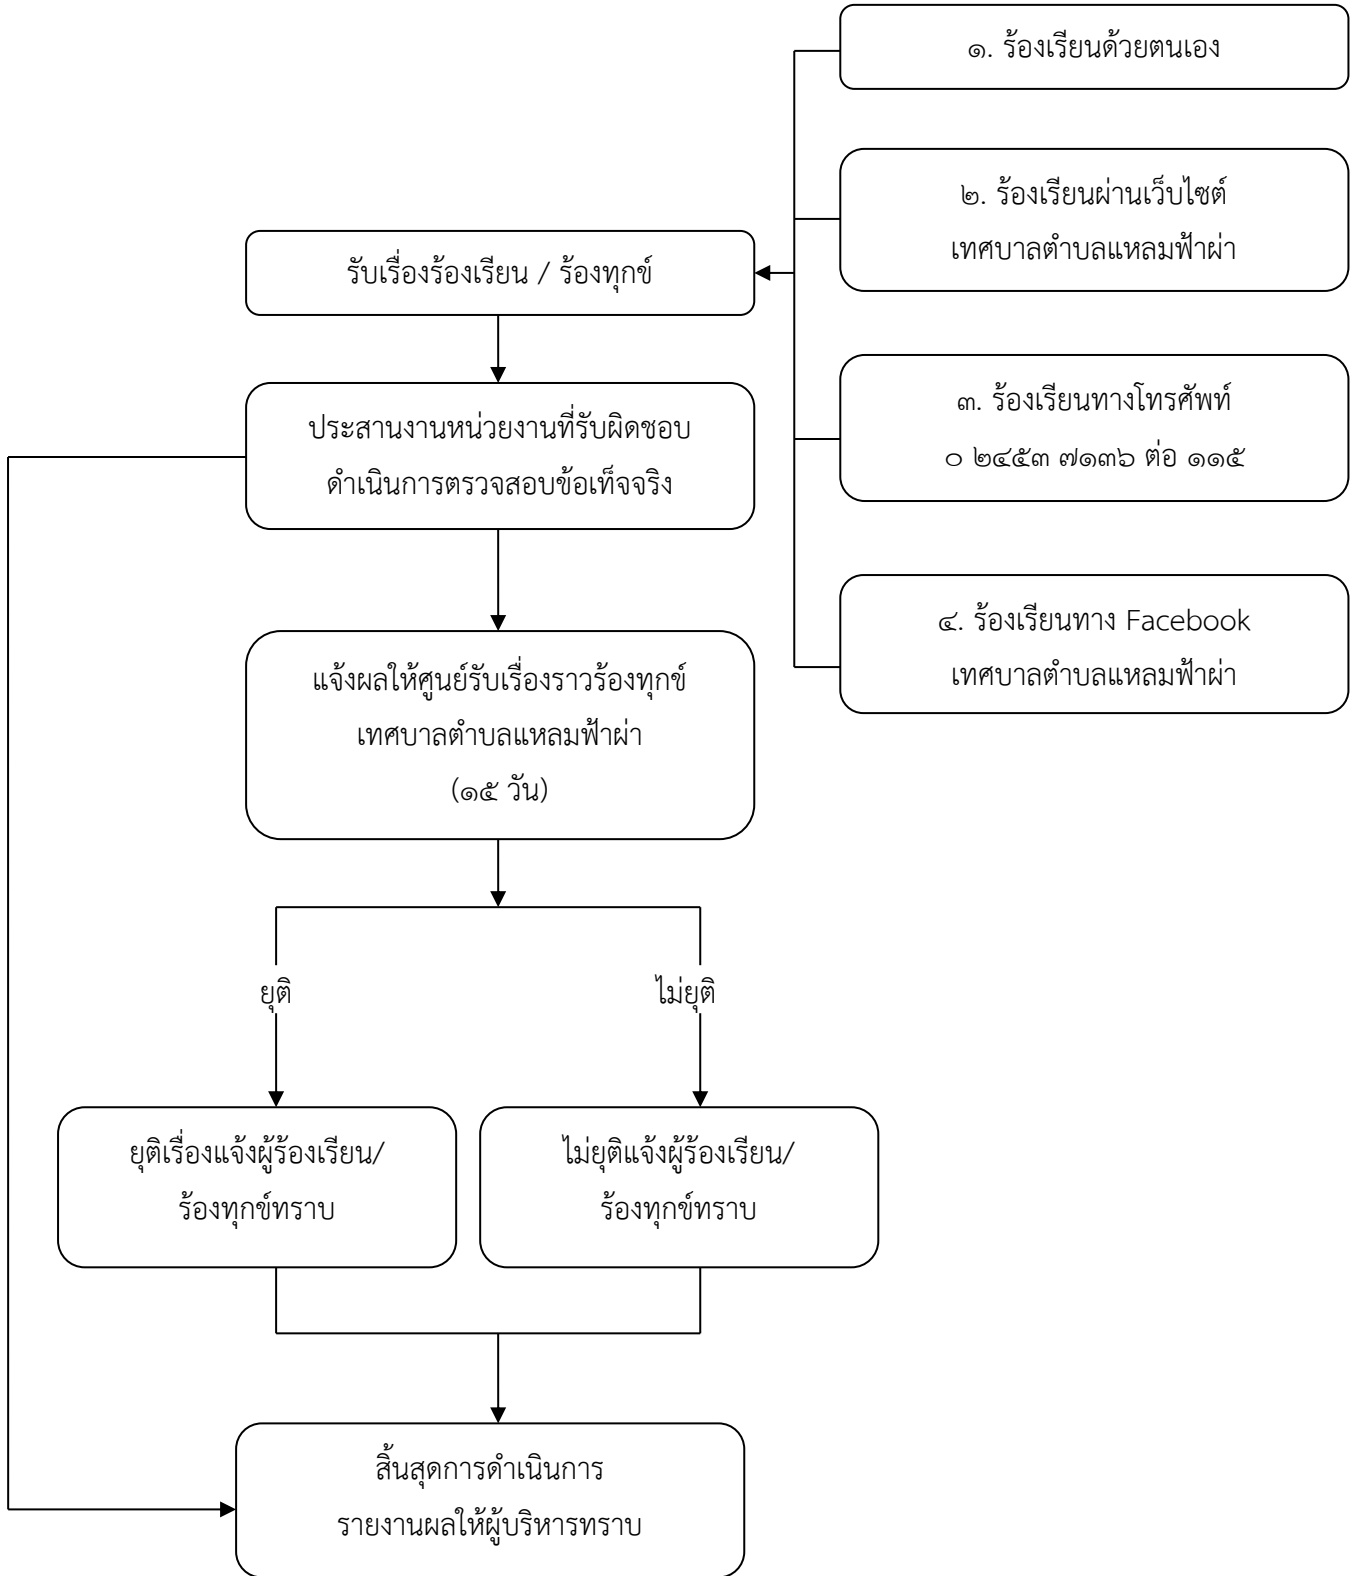 ๑. ร้องเรียนด้วยตนเอง
๒. ร้องเรียนผ่านเว็บไซต์
เทศบาลตำบลแหลมฟ้าผ่า
รับเรื่องร้องเรียน / ร้องทุกข์
๓. ร้องเรียนทางโทรศัพท์
๐ ๒๔๕๓ ๗๑๓๖ ต่อ ๑๑๕
ประสานงานหน่วยงานที่รับผิดชอบ
ดำเนินการตรวจสอบข้อเท็จจริง
๔. ร้องเรียนทาง Facebook
เทศบาลตำบลแหลมฟ้าผ่า
แจ้งผลให้ศูนย์รับเรื่องราวร้องทุกข์
เทศบาลตำบลแหลมฟ้าผ่า
(๑๕ วัน)
ยุติ
ไม่ยุติ
ยุติเรื่องแจ้งผู้ร้องเรียน/
ร้องทุกข์ทราบ
ไม่ยุติแจ้งผู้ร้องเรียน/
ร้องทุกข์ทราบ
สิ้นสุดการดำเนินการ
รายงานผลให้ผู้บริหารทราบ